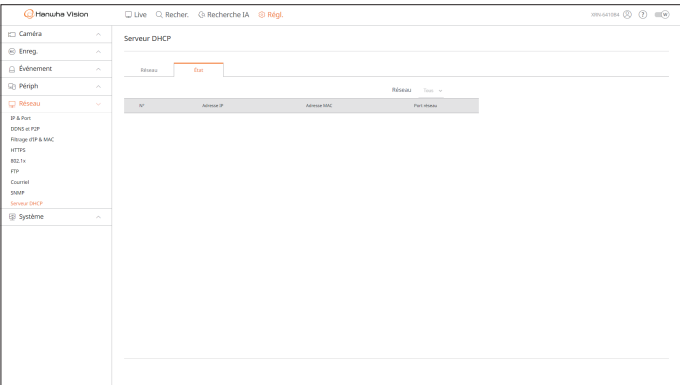 Hanwha Vision
Live Recher. Recherche IA Régl.
XRN-6410B4
Caméra
Enreg.
Événement
Périph
Réseau
IP & Port
DDNS et P2P
Filtrage d'IP & MAC
HTTPS
802.1x
FTP
Courriel
SNMP
Serveur DHCP
Système
Serveur DHCP
Réseau État
Réseau Tous
N° Adresse IP Adresse MAC Port réseau